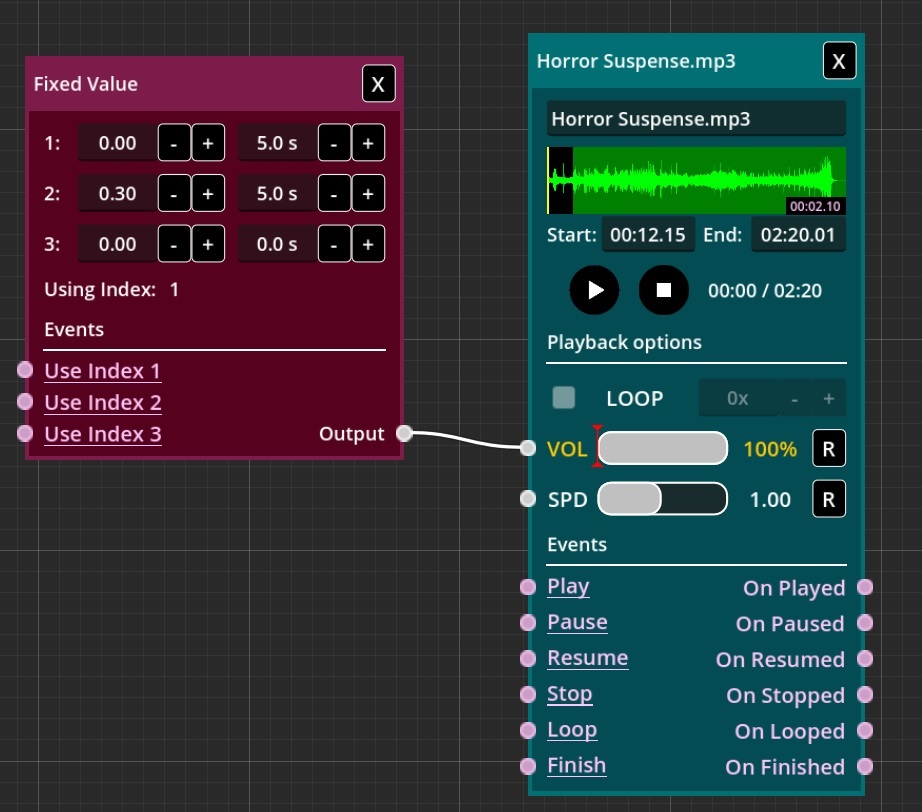 Fixed Value X
1: 0.00 - + 5.0 s - +
2: 0.30 - + 5.0 s - +
3: 0.00 - + 0.0 s - +
Using Index: 1
Events
Use Index 1
Use Index 2
Use Index 3 Output
Horror Suspense.mp3 X
Horror Suspense.mp3
00:02.10
Start: 00:12.15 End: 02:20.01
00:00 / 02:20
Playback options
LOOP 0x - +
VOL 100% R
SPD 1.00 R
Events
Play On Played
Pause On Paused
Resume On Resumed
Stop On Stopped
Loop On Looped
Finish On Finished